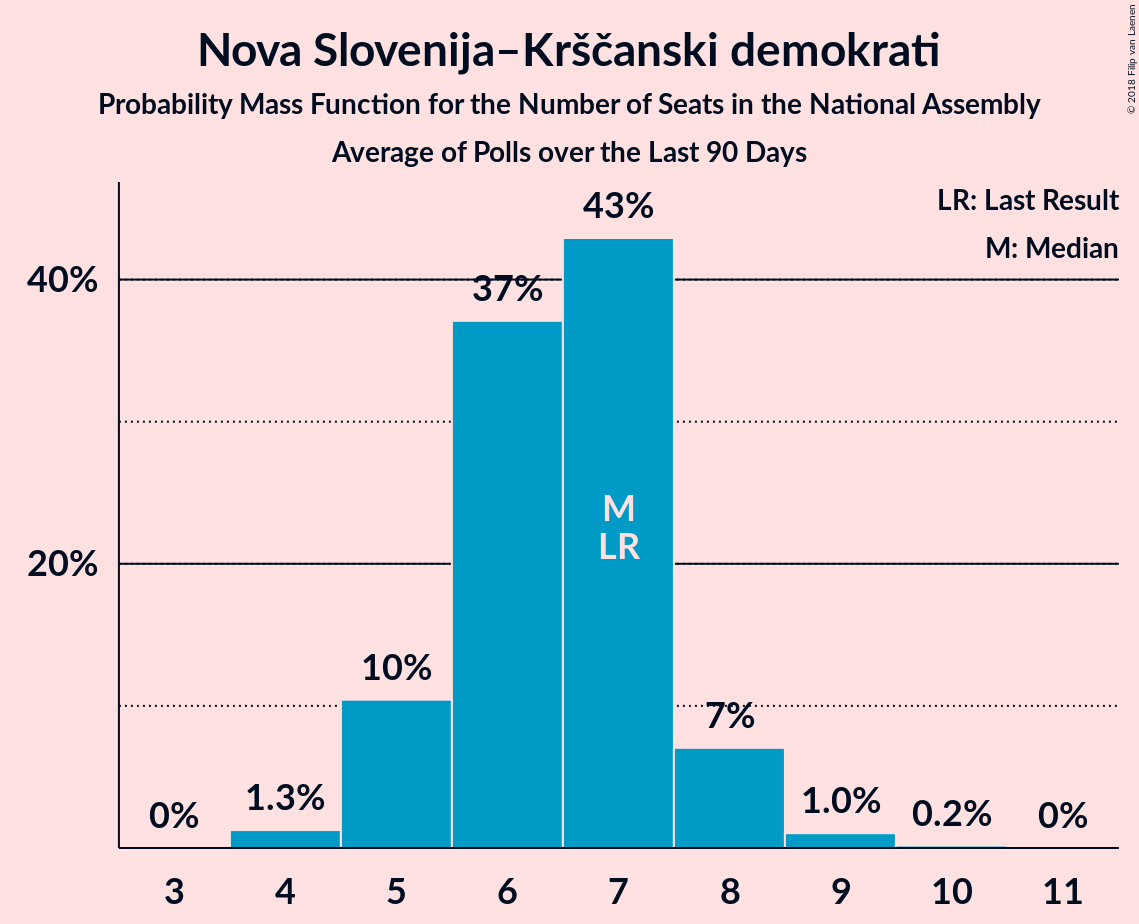 Nova Slovenija–Krščanski demokrati
Probability Mass Function for the Number of Seats in the National Assembly
Average of Polls over the Last 90 Days
© 2018 Filip van Laenen
LR: Last Result
M: Median
40%
20%
0%
1.3%
10%
37%
43%
7%
1.0%
0.2%
0%
M
LR
3 4 5 6 7 8 9 10 11